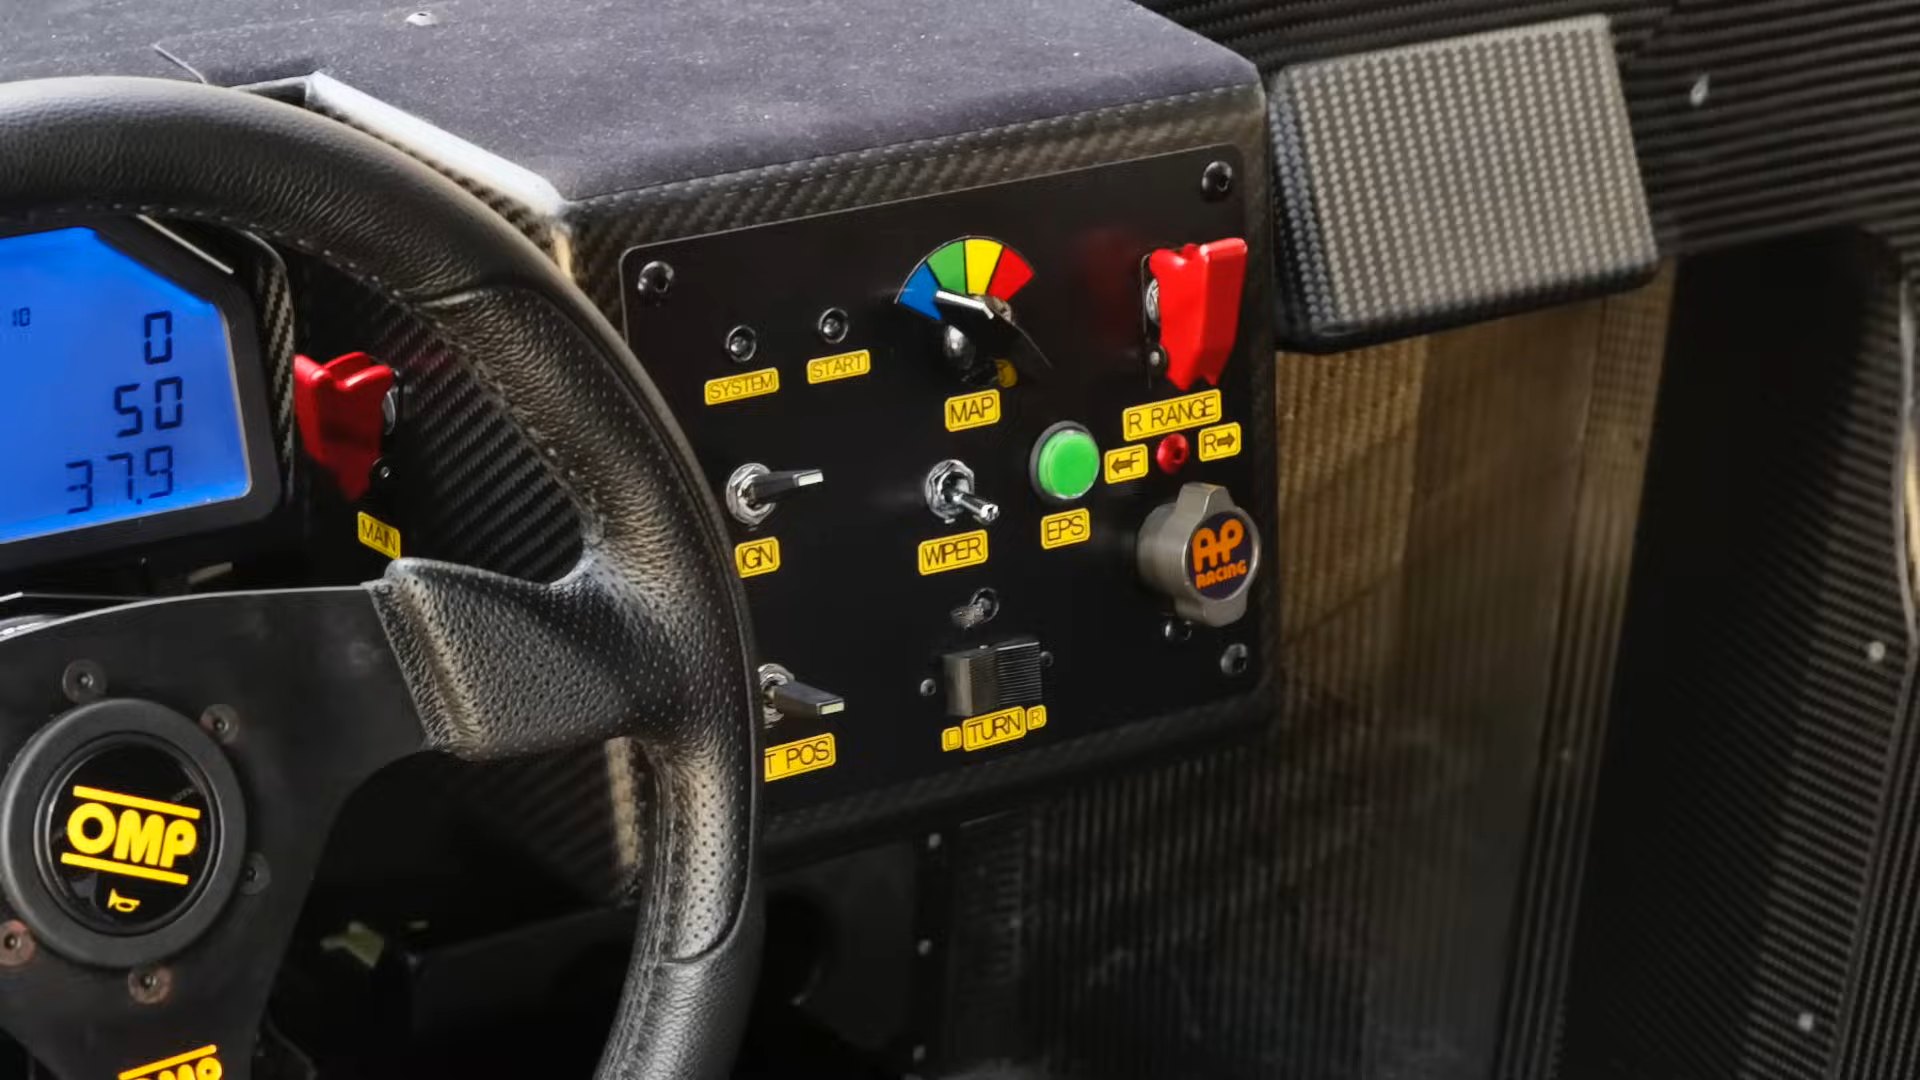 10
0
50
37.9
MAIN
SYSTEM
START
MAP
R RANGE
F
R
IGN
WIPER
EPS
AP
RACING
T POS
TURN
R
OMP
OMP